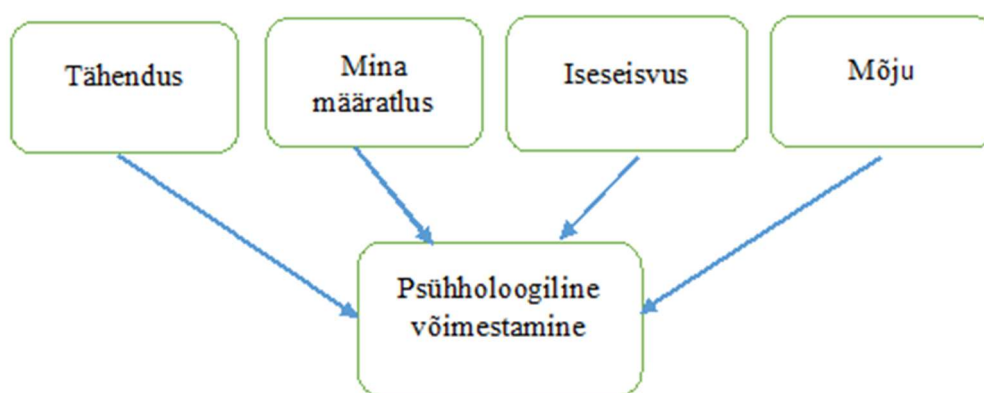 Tähendus
Mina
määratlus
Iseseisvus
Mõju
Psühholoogiline
võimestamine